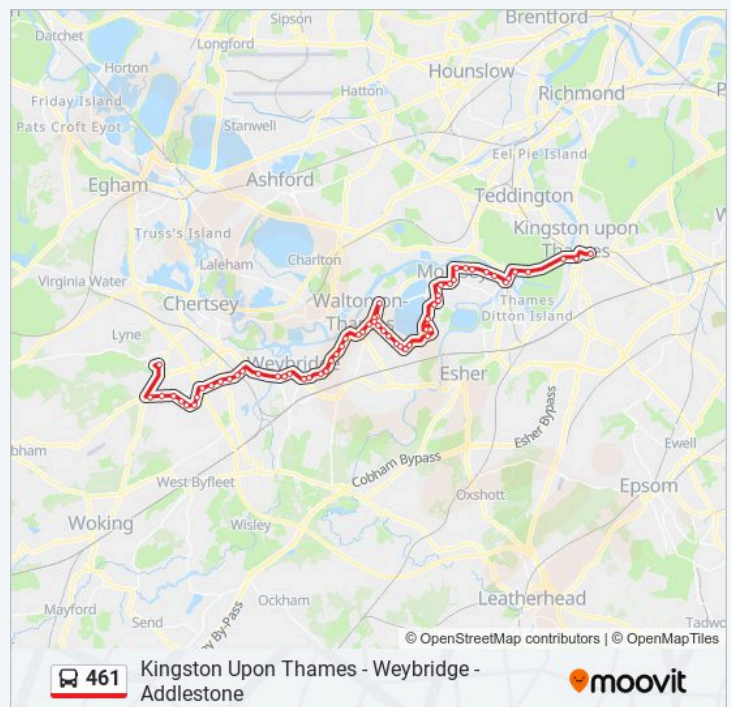 Sipson
Brentford
Datchet
Longford
Horton
Hounslow
Hatton
Richmond
Friday Island
Stanwell
Pats Croft Eyot
Eel Pie Island
Egham
Ashford
Teddington
Kingston upon
Thames
Truss's Island
Laleham
Charlton
Molesey
Virginia Water
Chertsey
Walton-on-
Thames
Thames
Ditton Island
Lyne
Weybridge
Esher
Esher Bypass
Ewell
Cobham Bypass
West Byfleet
Oxshott
Epsom
Woking
Wisley
Mayford
Send
Ockham
Leatherhead
By-Pass
© OpenStreetMap contributors | © OpenMapTiles
461
Kingston Upon Thames - Weybridge -
Addlestone
moovit